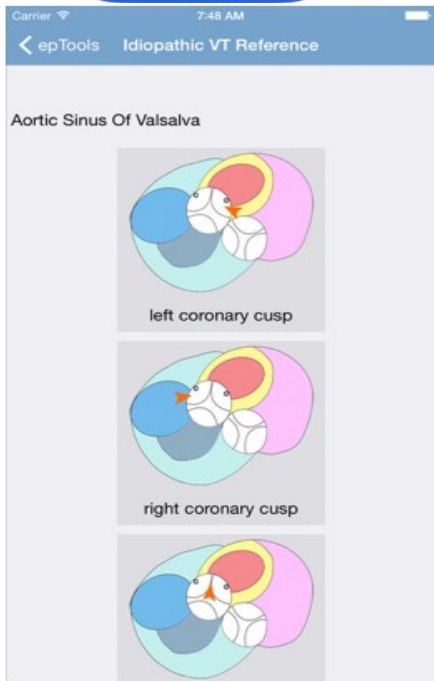 Carrier 7:48 AM
epTools Idiopathic VT Reference
Aortic Sinus Of Valsalva
left coronary cusp
right coronary cusp